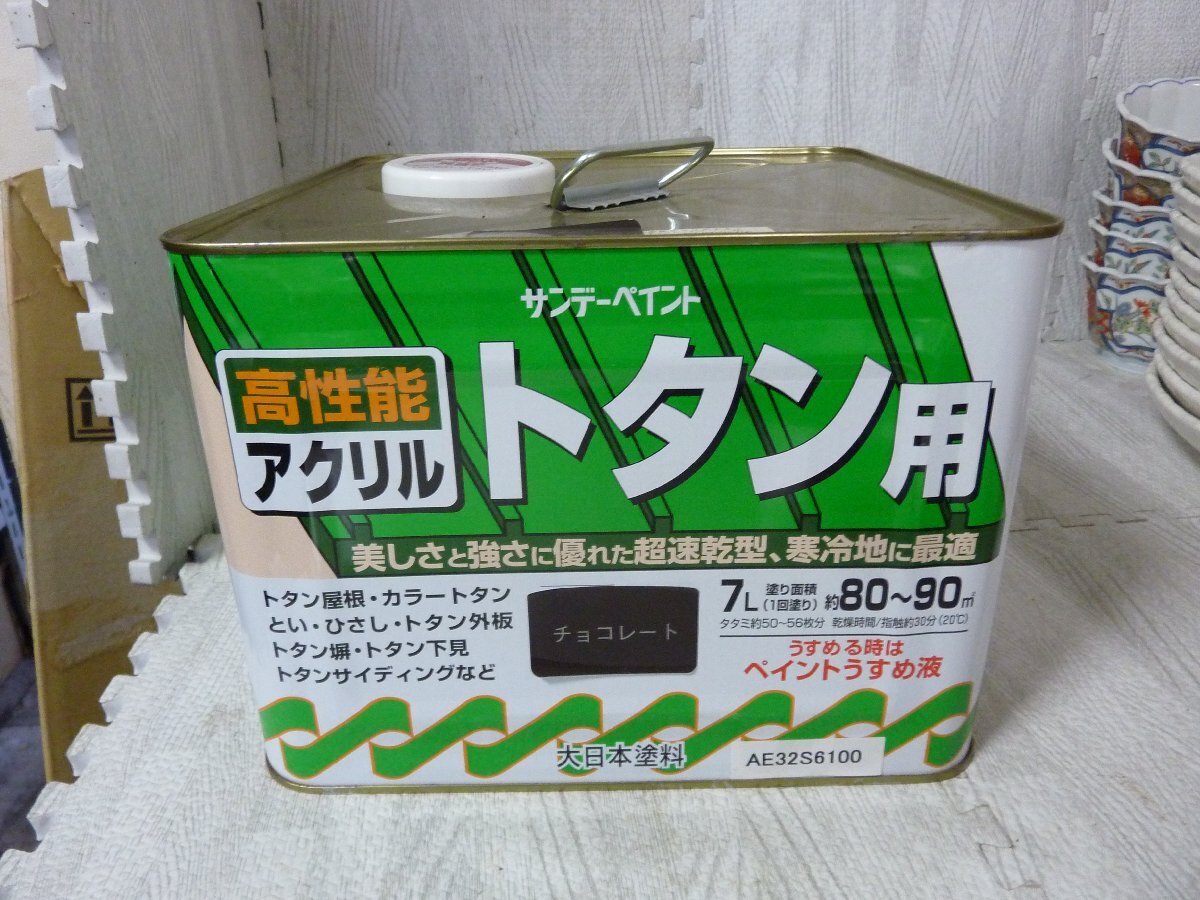 サンデーペイント
高性能
アクリル
トタン用
美しさと強さに優れた超速乾型、寒冷地に最適
トタン屋根・カラートタン
とい・ひさし・トタン外板
トタン塀・トタン下見
トタンサイディングなど
チョコレート
7L 塗り面積(1回塗り) 約80～90㎡
タタミ約50～56枚分 乾燥時間/指触約30分(20℃)
うすめる時は
ペイントうすめ液
大日本塗料
AE32S6100